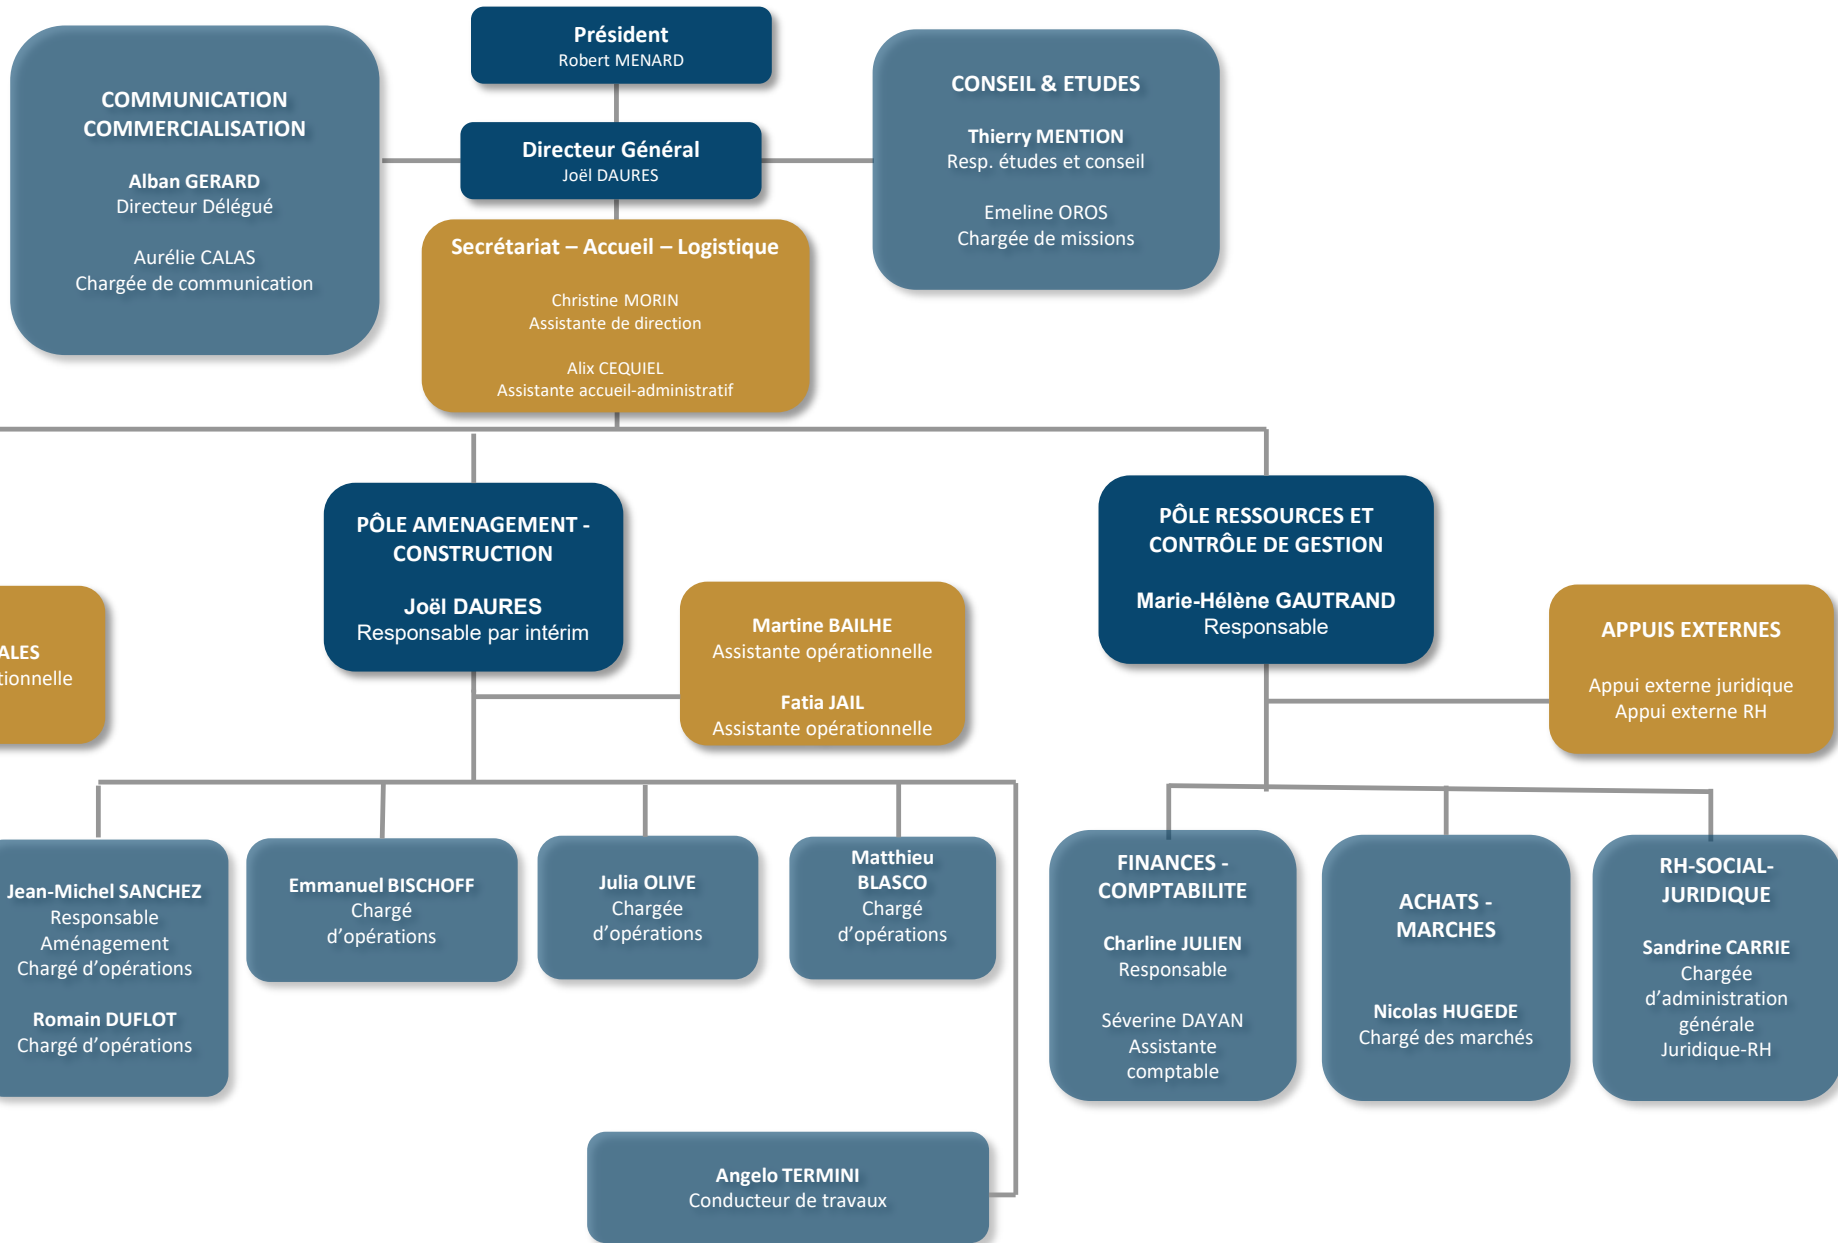 Président
Robert MENARD
COMMUNICATION
COMMERCIALISATION
Alban GERARD
Directeur Délégué
Aurélie CALAS
Chargée de communication
Directeur Général
Joël DAURES
CONSEIL & ETUDES
Thierry MENTION
Resp. études et conseil
Emeline OROS
Chargée de missions
Secrétariat – Accueil – Logistique
Christine MORIN
Assistante de direction
Alix CEQUIEL
Assistante accueil-administratif
PÔLE AMENAGEMENT -
CONSTRUCTION
Joël DAURES
Responsable par intérim
PÔLE RESSOURCES ET
CONTRÔLE DE GESTION
Marie-Hélène GAUTRAND
Responsable
ALES
tionnelle
Martine BAILHE
Assistante opérationnelle
Fatia JAIL
Assistante opérationnelle
APPUIS EXTERNES
Appui externe juridique
Appui externe RH
Jean-Michel SANCHEZ
Responsable
Aménagement
Chargé d’opérations
Romain DUFLOT
Chargé d’opérations
Emmanuel BISCHOFF
Chargé
d’opérations
Julia OLIVE
Chargée
d’opérations
Matthieu
BLASCO
Chargé
d’opérations
FINANCES -
COMPTABILITE
Charline JULIEN
Responsable
Séverine DAYAN
Assistante
comptable
ACHATS -
MARCHES
Nicolas HUGEDE
Chargé des marchés
RH-SOCIAL-
JURIDIQUE
Sandrine CARRIE
Chargée
d’administration
générale
Juridique-RH
Angelo TERMINI
Conducteur de travaux